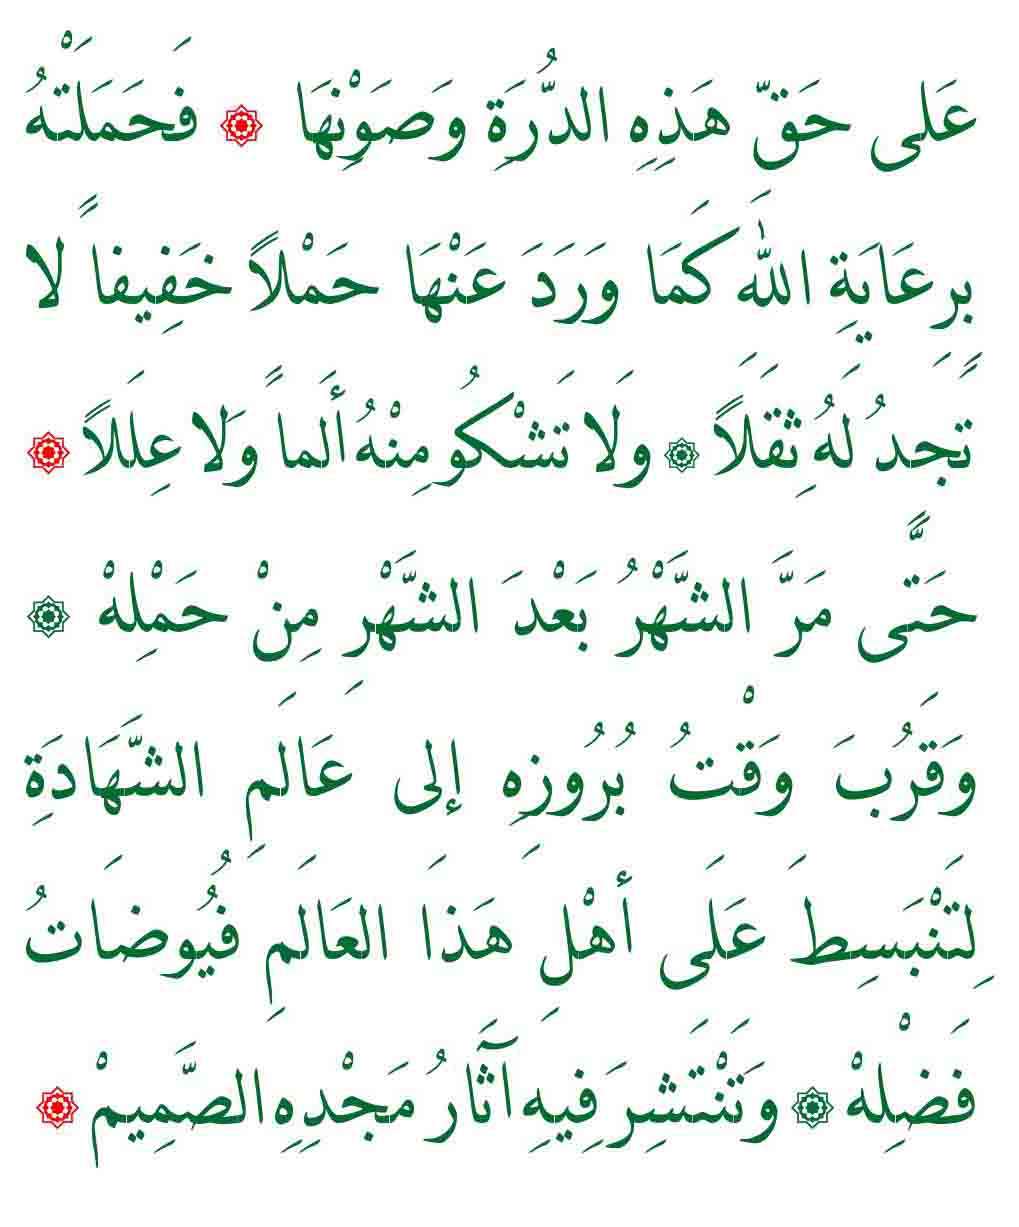 عَلَى حَقِّ هَذِهِ الدُّرَّةِ وَصَوْنِهَا ۞ فَحَمَلَتْهُ
بِرِعَايَةِ اللهِ كَمَا وَرَدَ عَنْهَا حَمْلاً خَفِيفاً لا
تَجِدُ لَهُ ثِقَلاً ۞ وَلا تَشْكُو مِنْهُ أَلَماً وَلا عِلَلاً ۞
حَتَّى مَرَّ الشَّهْرُ بَعْدَ الشَّهْرِ مِنْ حَمْلِهْ ۞
وَقَرُبَ وَقْتُ بُرُوزِهِ إِلى عَالَمِ الشَّهَادَةِ
لِتَنْبَسِطَ عَلَى أَهْلِ هَذَا العَالَمِ فُيُوضَاتُ
فَضْلِهْ ۞ وَتَنْتَشِرَ فِيهِ آثَارُ مَجْدِهِ الصَّمِيمْ ۞